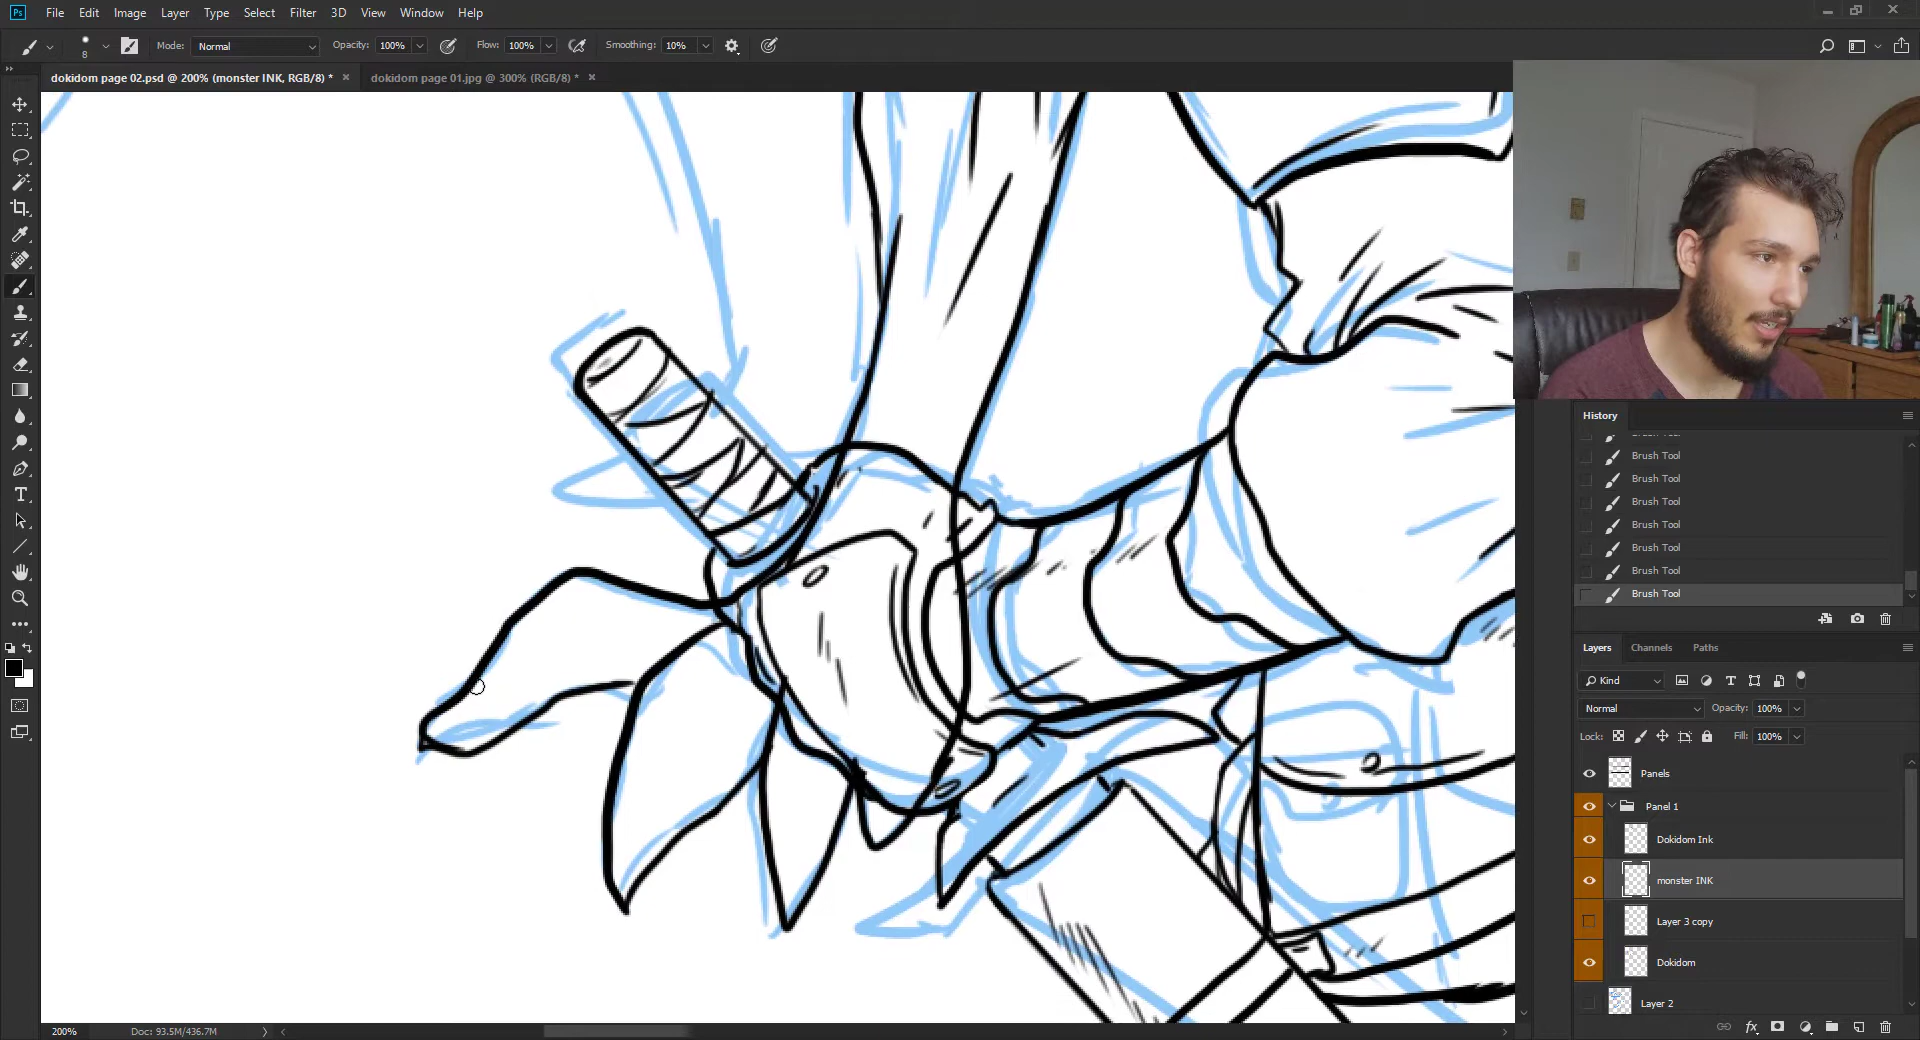 Ps File Edit Image Layer Type Select Filter 3D View Window Help
8 Mode: Normal Opacity: 100% Flow: 100% Smoothing: 10%
dokidom page 02.psd @ 200% (monster INK, RGB/8) * × dokidom page 01.jpg @ 300% (RGB/8) * ×
History
Brush Tool
Brush Tool
Brush Tool
Brush Tool
Brush Tool
Brush Tool
Brush Tool
Layers Channels Paths
Kind
Normal Opacity: 100%
Lock: Fill: 100%
Panels
Panel 1
Dokidom Ink
monster INK
Layer 3 copy
Dokidom
Layer 2
200% Doc: 93.5M/436.7M